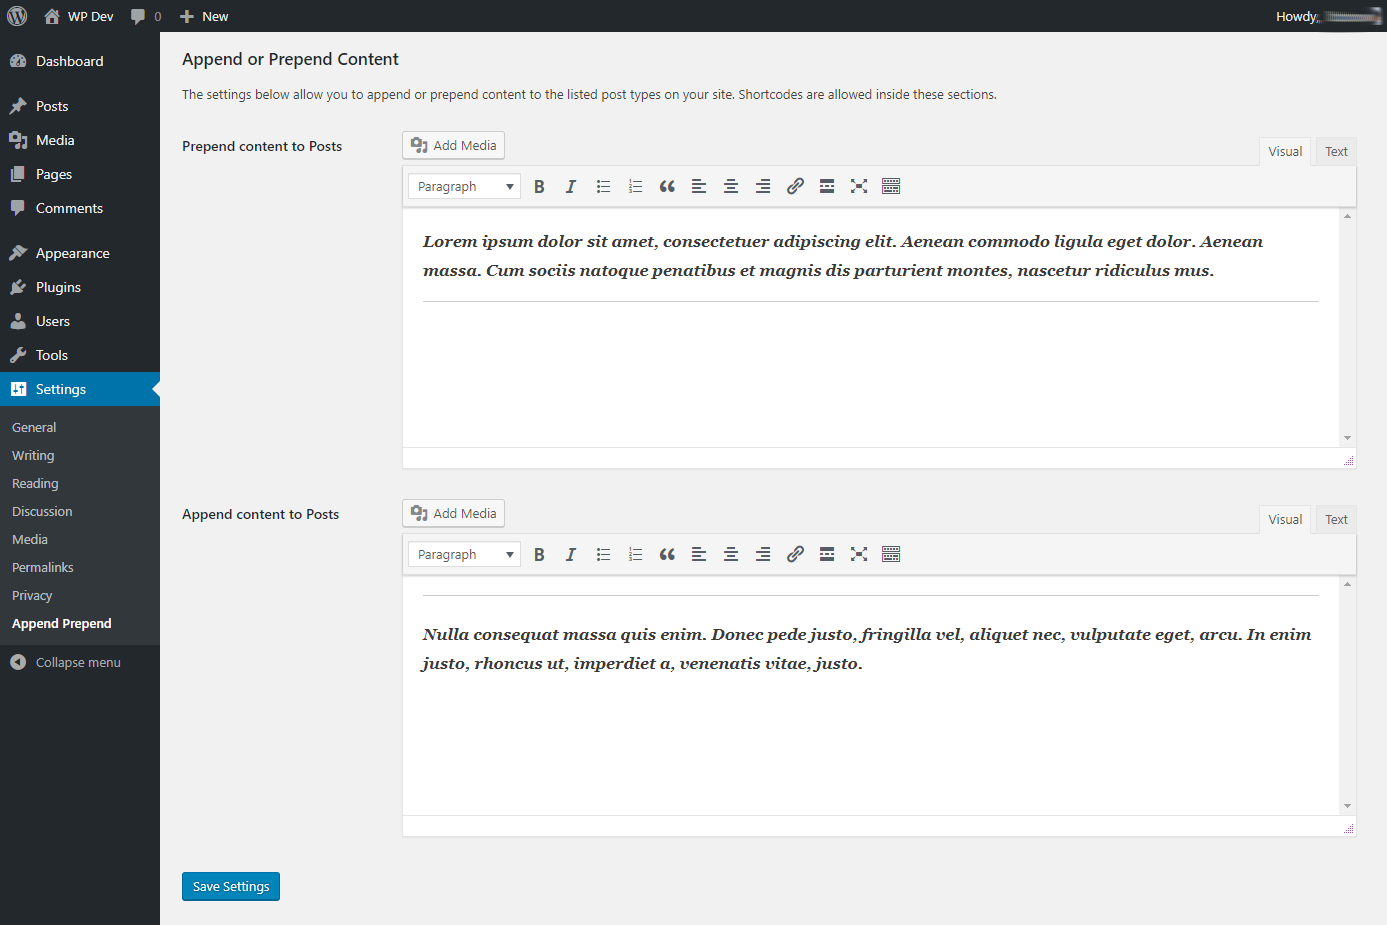 WP Dev 0 New Howdy,
Dashboard
Posts
Media
Pages
Comments
Appearance
Plugins
Users
Tools
Settings
General
Writing
Reading
Discussion
Media
Permalinks
Privacy
Append Prepend
Collapse menu
Append or Prepend Content
The settings below allow you to append or prepend content to the listed post types on your site. Shortcodes are allowed inside these sections.
Prepend content to Posts
Add Media
Visual Text
Paragraph
Lorem ipsum dolor sit amet, consectetuer adipiscing elit. Aenean commodo ligula eget dolor. Aenean
massa. Cum sociis natoque penatibus et magnis dis parturient montes, nascetur ridiculus mus.
Append content to Posts
Add Media
Visual Text
Paragraph
Nulla consequat massa quis enim. Donec pede justo, fringilla vel, aliquet nec, vulputate eget, arcu. In enim
justo, rhoncus ut, imperdiet a, venenatis vitae, justo.
Save Settings